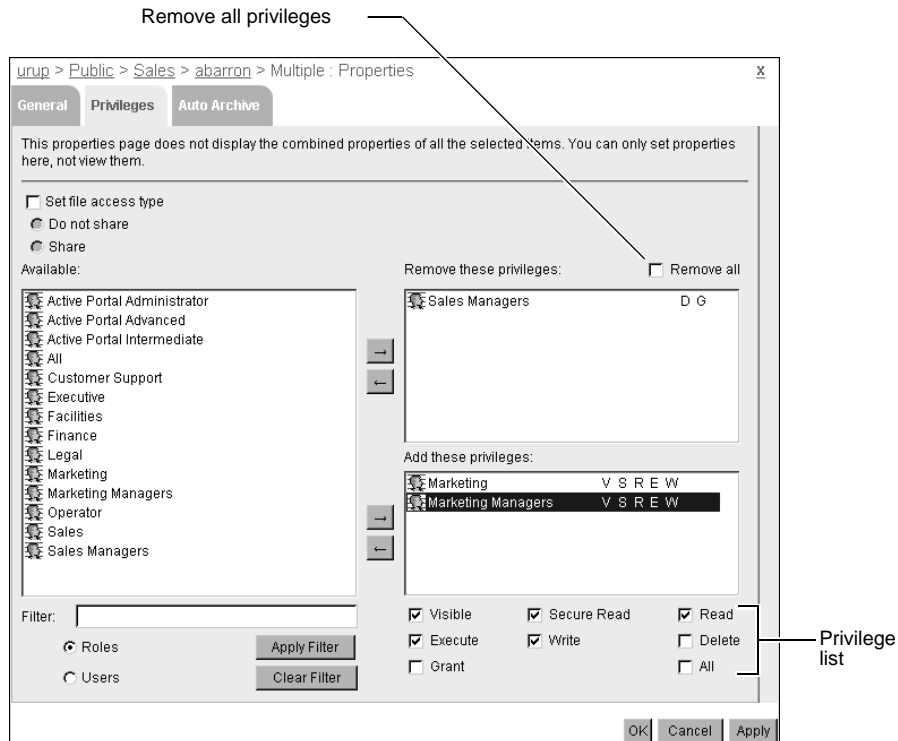 Remove all privileges
urup > Public > Sales > abarron > Multiple : Properties x
General Privileges Auto Archive
This properties page does not display the combined properties of all the selected items. You can only set properties
here, not view them.
Set file access type
Do not share
Share
Available:
Active Portal Administrator
Active Portal Advanced
Active Portal Intermediate
All
Customer Support
Executive
Facilities
Finance
Legal
Marketing
Marketing Managers
Operator
Sales
Sales Managers
Filter:
Roles Apply Filter
Users Clear Filter
→
←
→
←
Remove these privileges: Remove all
Sales Managers D G
Add these privileges:
Marketing V S R E W
Marketing Managers V S R E W
Visible Secure Read Read
Execute Write Delete
Grant All
Privilege
list
OK Cancel Apply